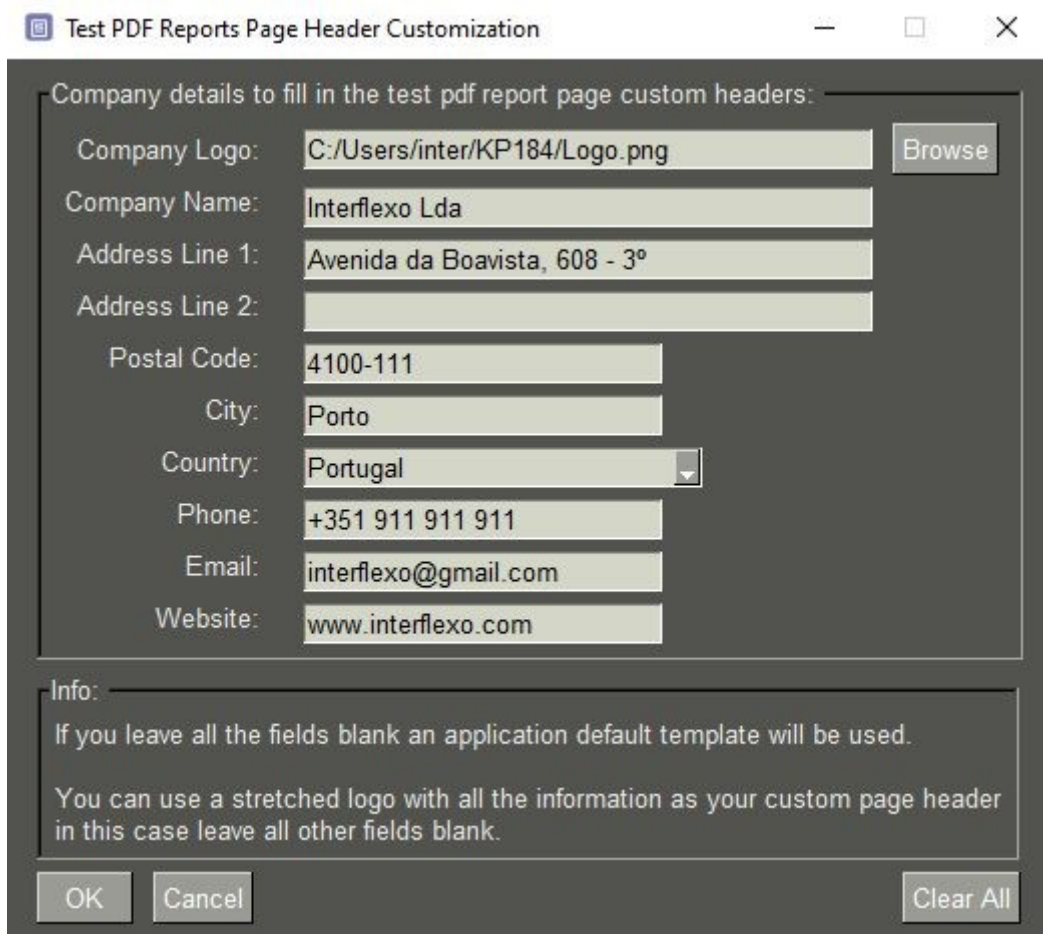 Test PDF Reports Page Header Customization
Company details to fill in the test pdf report page custom headers:
Company Logo: C:/Users/inter/KP184/Logo.png Browse
Company Name: Interflexo Lda
Address Line 1: Avenida da Boavista, 608 - 3º
Address Line 2:
Postal Code: 4100-111
City: Porto
Country: Portugal
Phone: +351 911 911 911
Email: interflexo@gmail.com
Website: www.interflexo.com
Info:
If you leave all the fields blank an application default template will be used.
You can use a stretched logo with all the information as your custom page header
in this case leave all other fields blank.
OK Cancel Clear All